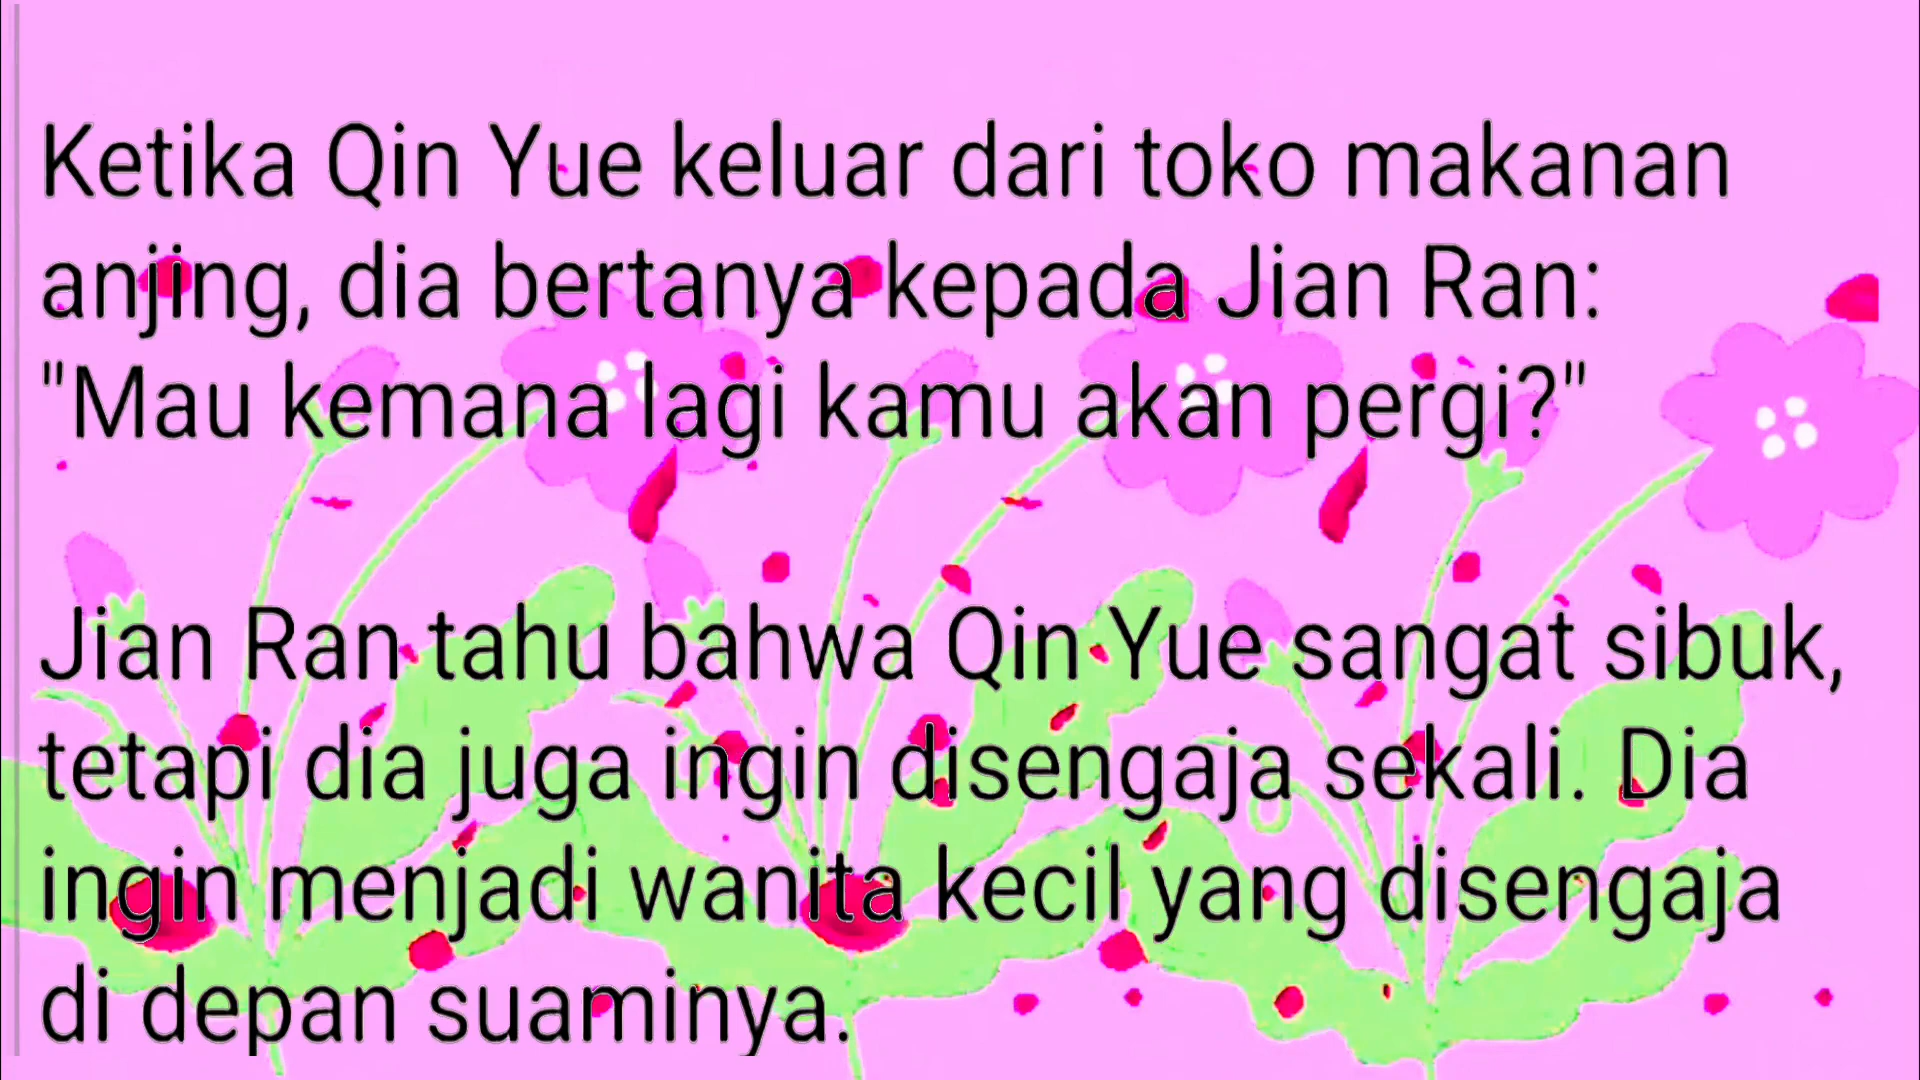 Ketika Qin Yue keluar dari toko makanan
anjing, dia bertanya kepada Jian Ran:
"Mau kemana lagi kamu akan pergi?"
Jian Ran tahu bahwa Qin Yue sangat sibuk,
tetapi dia juga ingin disengaja sekali. Dia
ingin menjadi wanita kecil yang disengaja
di depan suaminya.